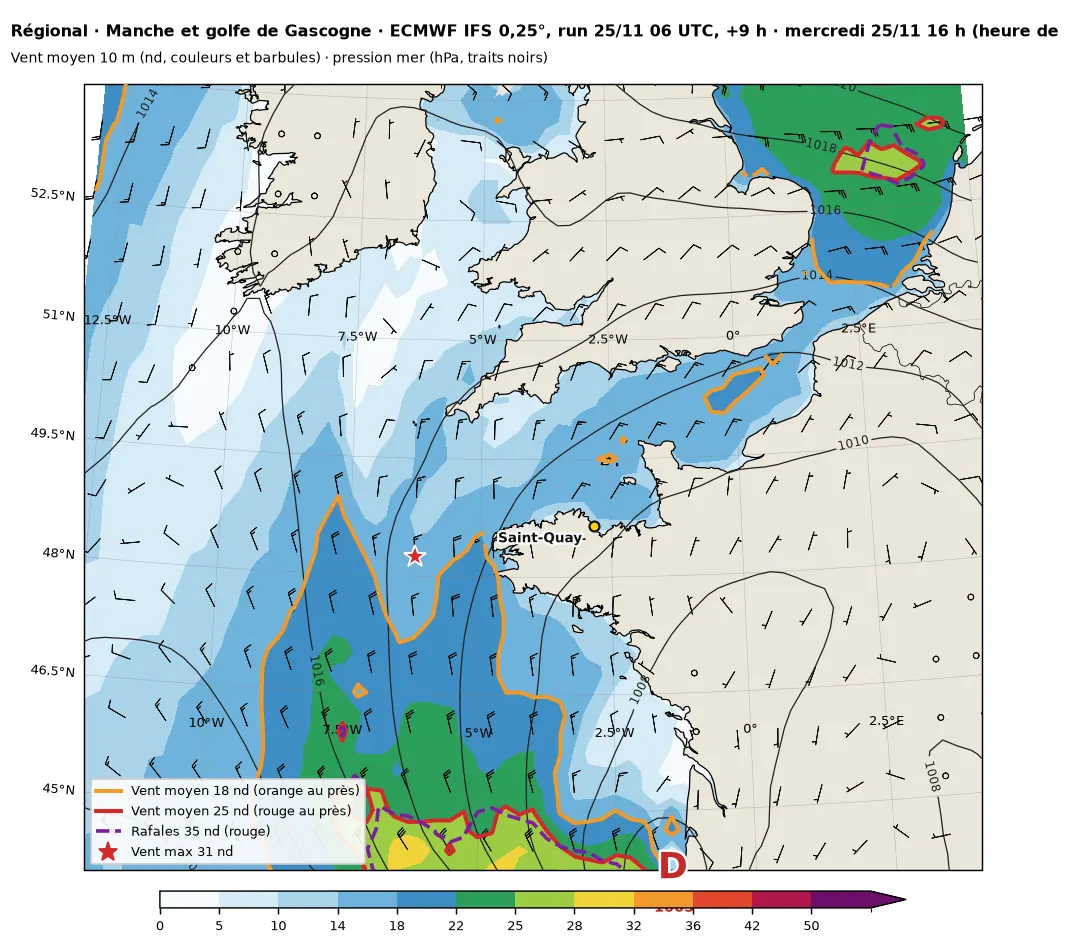 Régional · Manche et golfe de Gascogne · ECMWF IFS 0,25°, run 25/11 06 UTC, +9 h · mercredi 25/11 16 h (heure de
Vent moyen 10 m (nd, couleurs et barbules) · pression mer (hPa, traits noirs)
1014
20
1018
52.5°N
1016
1014
51°N
12.5°W
10°W
7.5°W
5°W
2.5°W
0°
2.5°E
1012
49.5°N
1010
Saint-Quay
48°N
46.5°N
1016
1008
10°W
7.5°W
5°W
2.5°W
0°
2.5°E
1008
45°N
Vent moyen 18 nd (orange au près)
Vent moyen 25 nd (rouge au près)
Rafales 35 nd (rouge)
Vent max 31 nd
D
1005
0 5 10 14 18 22 25 28 32 36 42 50